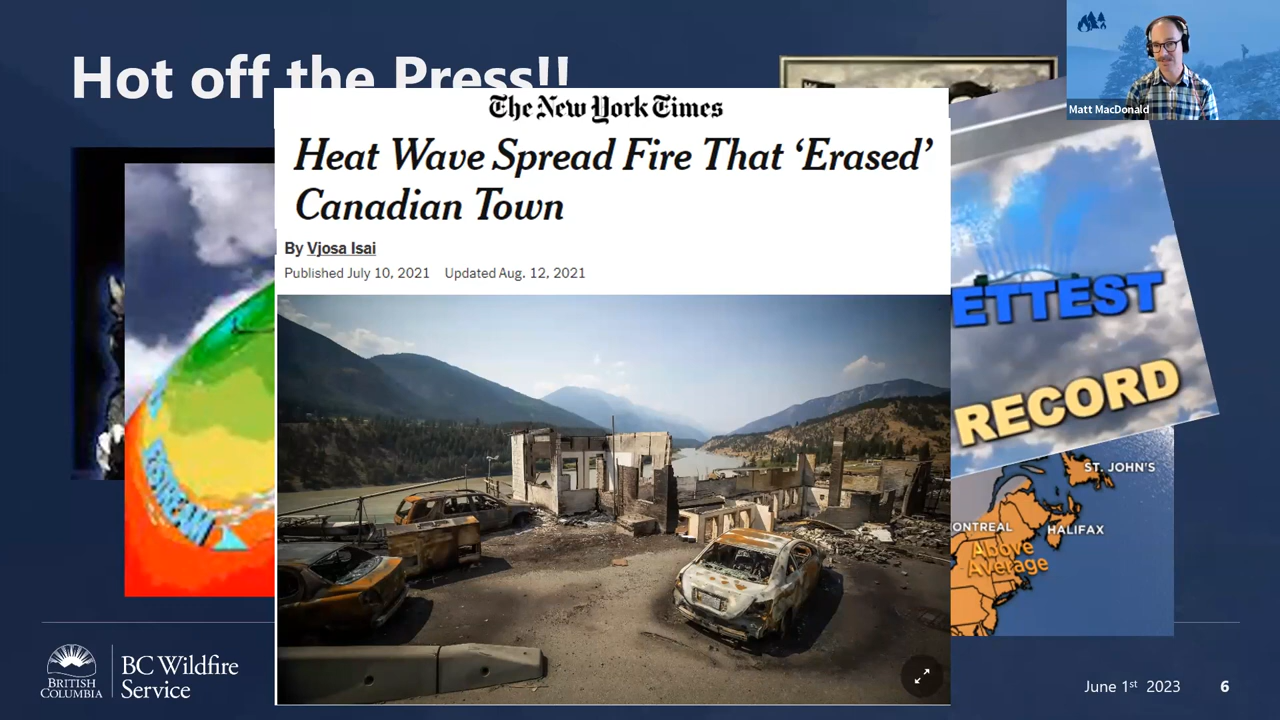 Hot off the Press!!
Matt MacDonald
The New York Times
Heat Wave Spread Fire That ‘Erased’
Canadian Town
By Vjosa Isai
Published July 10, 2021 Updated Aug. 12, 2021
ETTEST
RECORD
ST. JOHN'S
ONTREAL
HALIFAX
Above
Average
BRITISH
COLUMBIA
BC Wildfire
Service
June 1st 2023
6